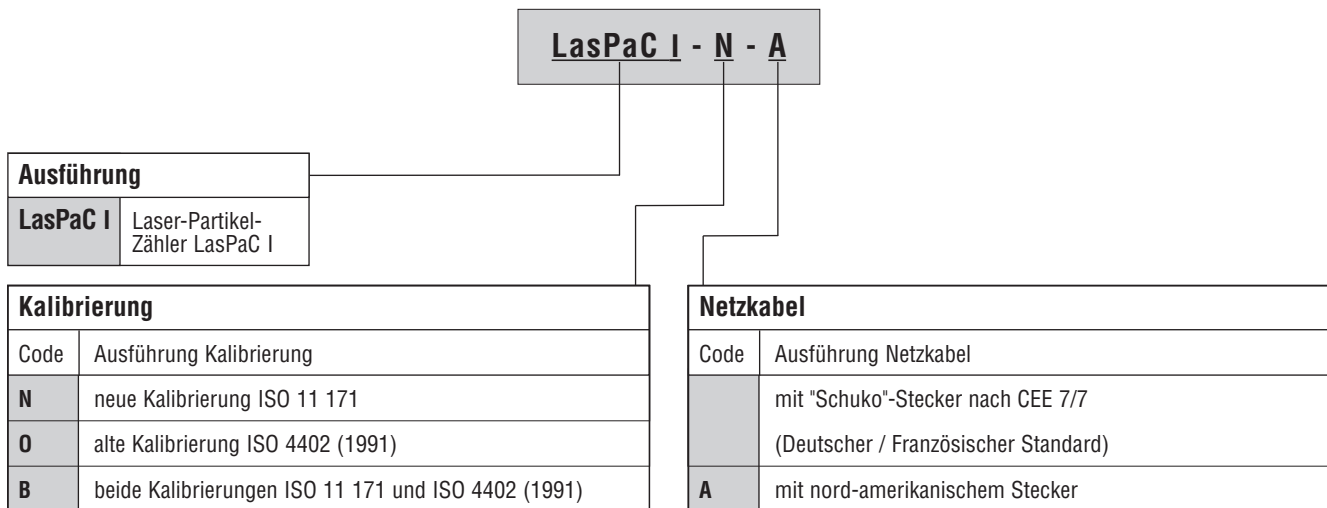 LasPaC I - N - A
Ausführung
LasPaC I Laser-Partikel-
Zähler LasPaC I
Kalibrierung
Code Ausführung Kalibrierung
N neue Kalibrierung ISO 11 171
O alte Kalibrierung ISO 4402 (1991)
B beide Kalibrierungen ISO 11 171 und ISO 4402 (1991)
Netzkabel
Code Ausführung Netzkabel
mit "Schuko"-Stecker nach CEE 7/7
(Deutscher / Französischer Standard)
A mit nord-amerikanischem Stecker